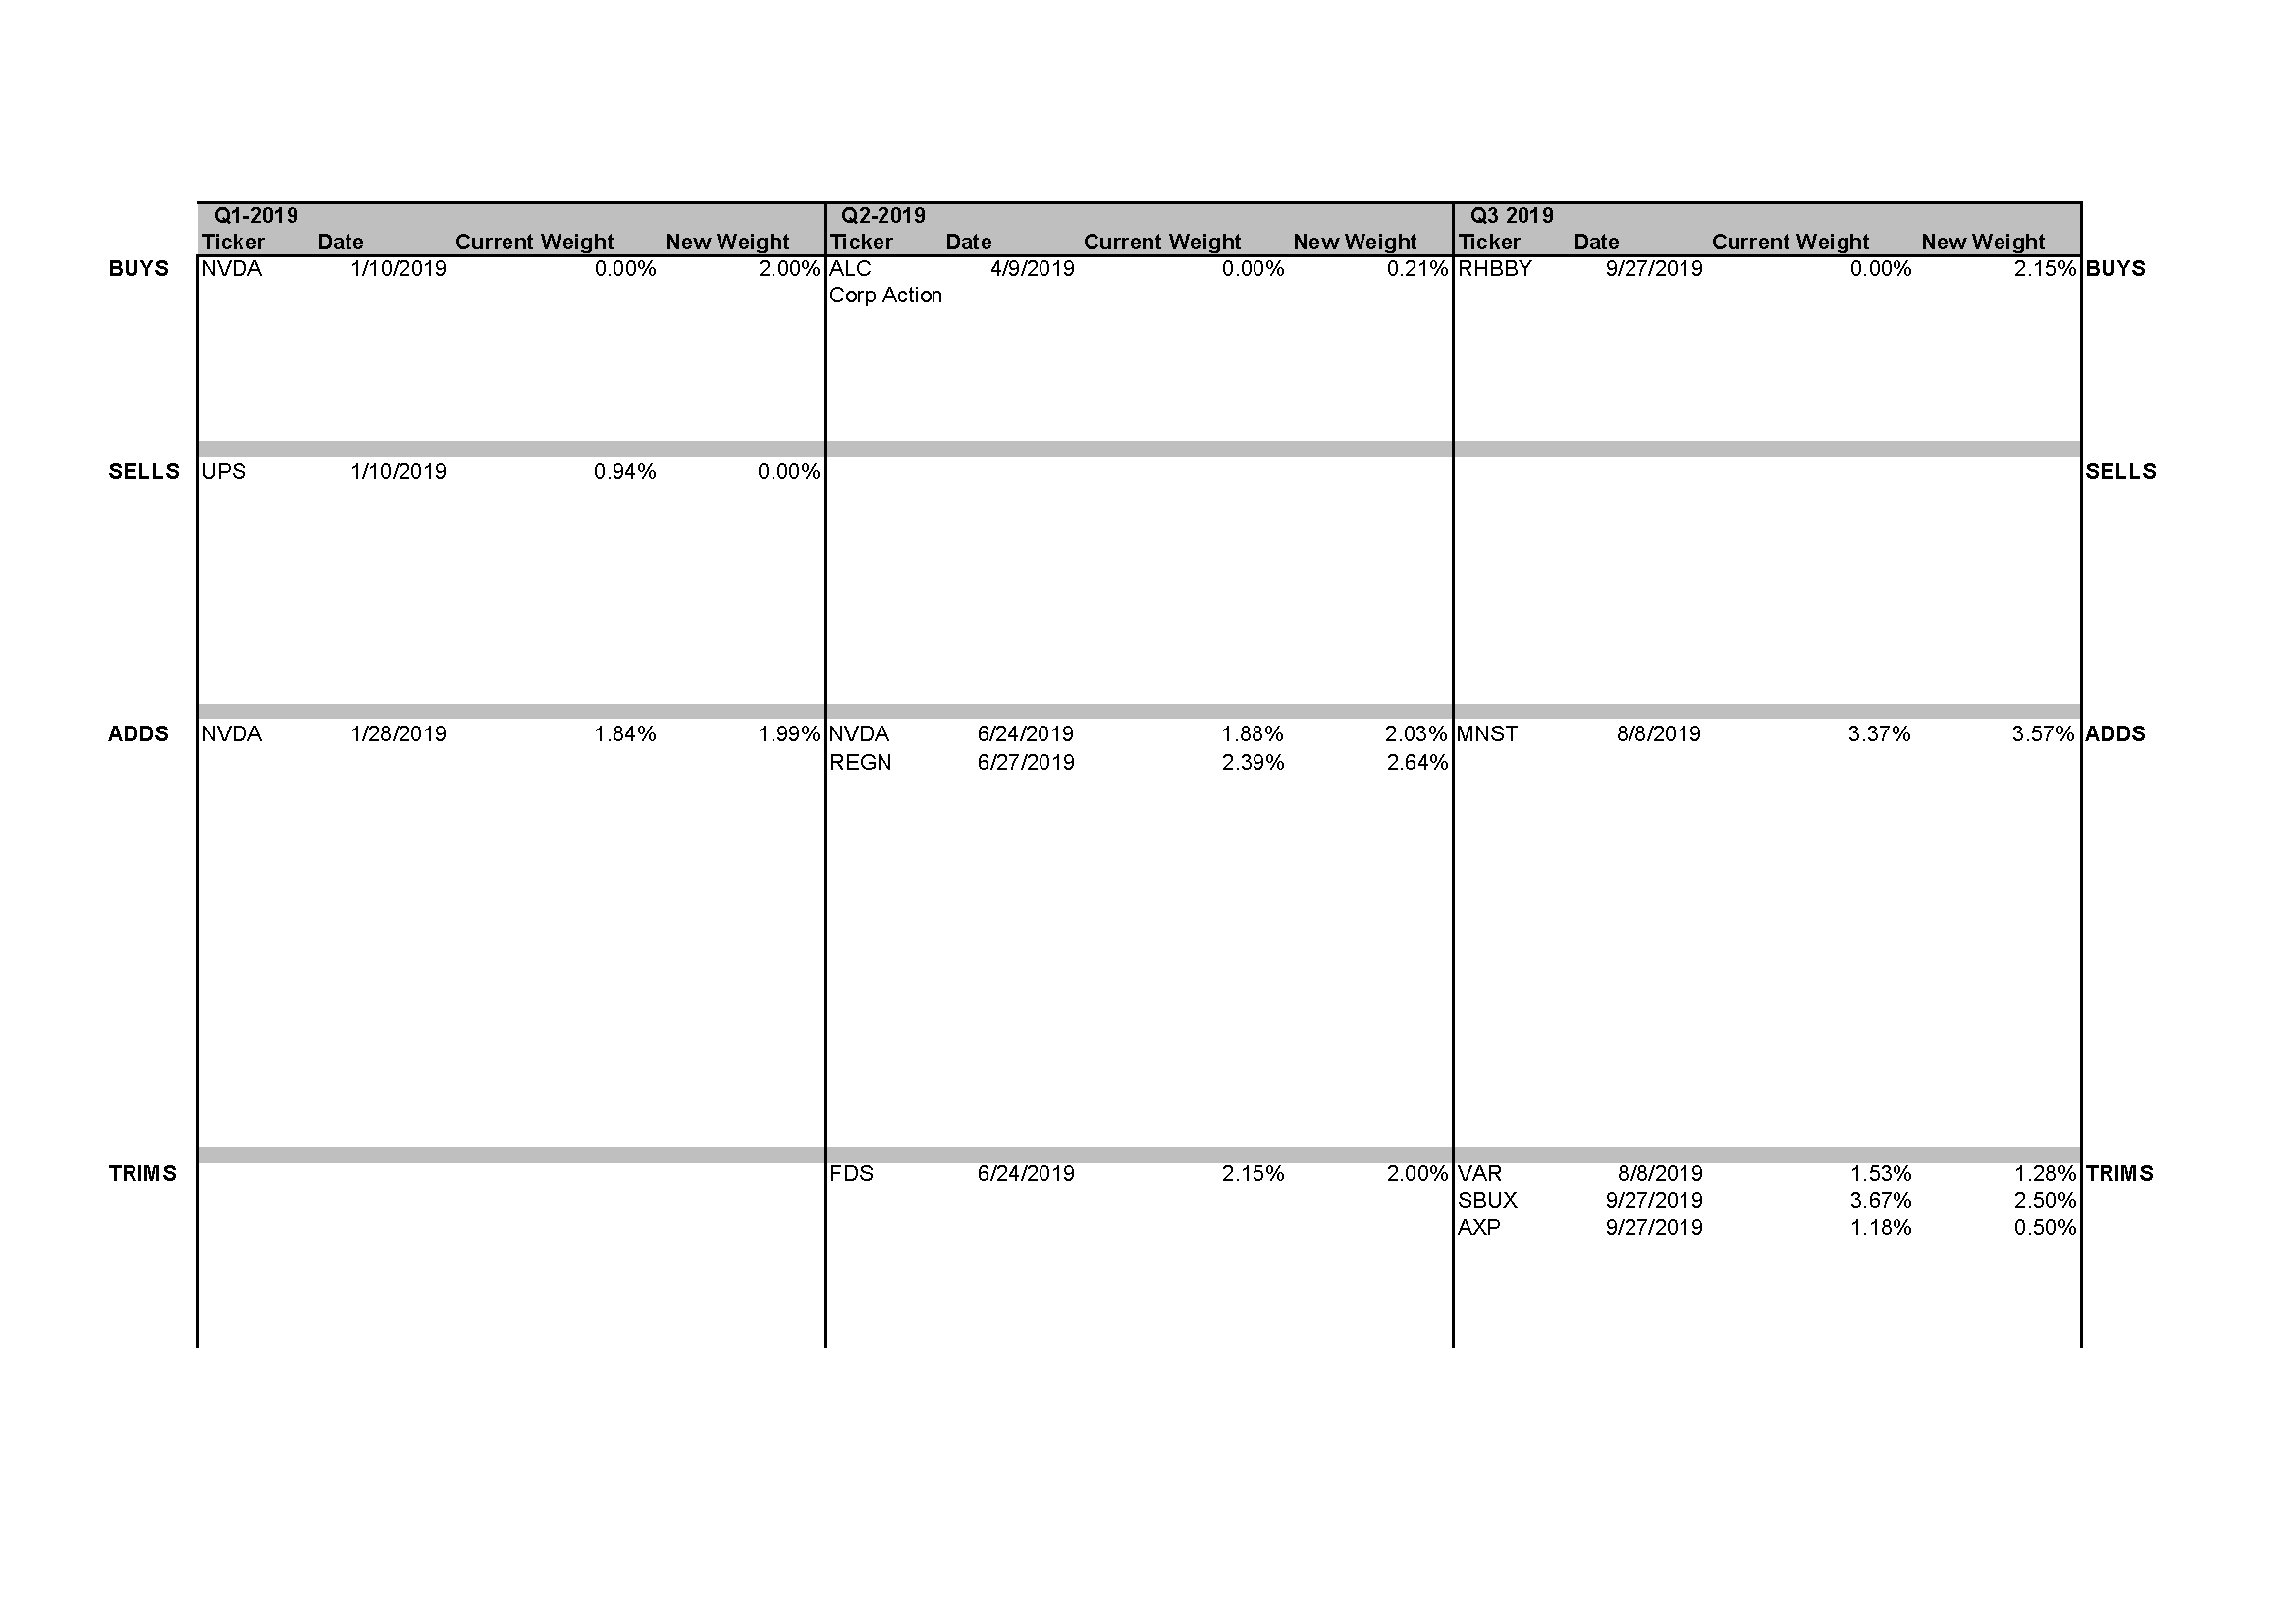 Q1-2019 Q2-2019 Q3 2019
Ticker Date Current Weight New Weight Ticker Date Current Weight New Weight Ticker Date Current Weight New Weight
BUYS NVDA 1/10/2019 0.00% 2.00% ALC 4/9/2019 0.00% 0.21% RHBBY 9/27/2019 0.00% 2.15% BUYS
Corp Action
SELLS UPS 1/10/2019 0.94% 0.00% SELLS
ADDS NVDA 1/28/2019 1.84% 1.99% NVDA 6/24/2019 1.88% 2.03% MNST 8/8/2019 3.37% 3.57% ADDS
REGN 6/27/2019 2.39% 2.64%
TRIMS FDS 6/24/2019 2.15% 2.00% VAR 8/8/2019 1.53% 1.28% TRIMS
SBUX 9/27/2019 3.67% 2.50%
AXP 9/27/2019 1.18% 0.50%